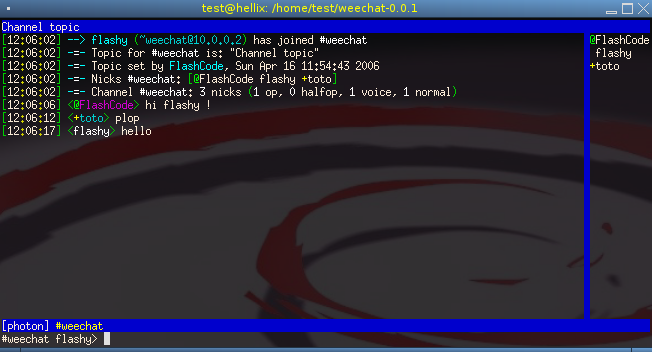 test@hellix: /home/test/weechat-0.0.1
Channel topic
[12:06:02] --> flashy (~weechat@10.0.0.2) has joined #weechat
[12:06:02] -=- Topic for #weechat is: "Channel topic"
[12:06:02] -=- Topic set by FlashCode, Sun Apr 16 11:54:43 2006
[12:06:02] -=- Nicks #weechat: [@FlashCode flashy +toto]
[12:06:02] -=- Channel #weechat: 3 nicks (1 op, 0 halfop, 1 voice, 1 normal)
[12:06:06] <@FlashCode> hi flashy !
[12:06:12] <+toto> plop
[12:06:17] <flashy> hello
@FlashCode
flashy
+toto
[photon] #weechat
#weechat flashy>